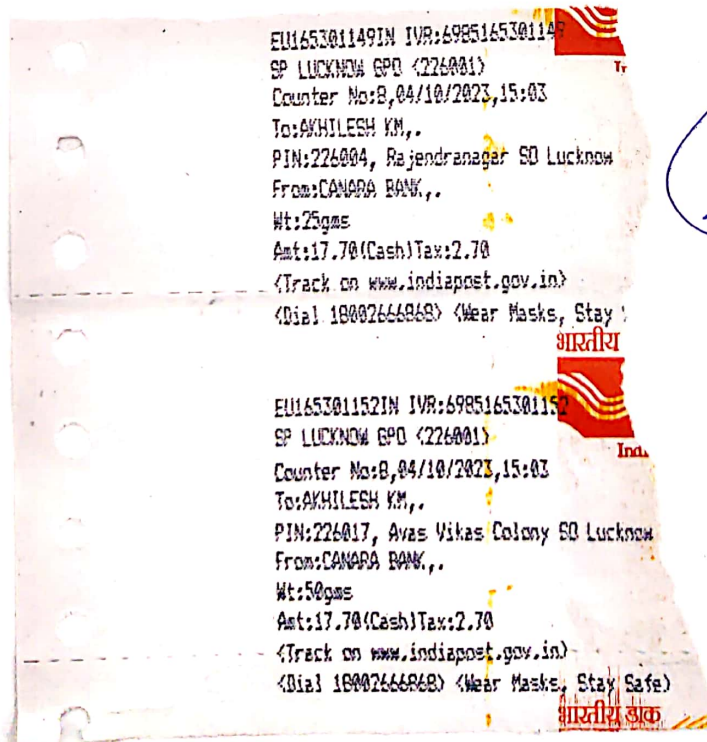 EU165301149IN IVR:6985165301149
SP LUCKNOW GPO <226001>
Counter No:8,04/10/2023,15:03
To:AKHILESH KM,.
PIN:226004, Rajendranagar SO Lucknow
From:CANARA BANK,.
Wt:25gms
Amt:17.70(Cash)Tax:2.70
<Track on www.indiapost.gov.in>
<Dial 18002666868> <Wear Masks, Stay
भारतीय
EU165301152IN IVR:6985165301152
SP LUCKNOW GPO <226001>
Counter No:8,04/10/2023,15:03
To:AKHILESH KM,.
PIN:226017, Avas Vikas Colony SO Lucknow
From:CANARA BANK,.
Wt:50gms
Amt:17.70(Cash)Tax:2.70
<Track on www.indiapost.gov.in>
<Dial 18002666868> <Wear Masks, Stay Safe>
भारतीय डाक